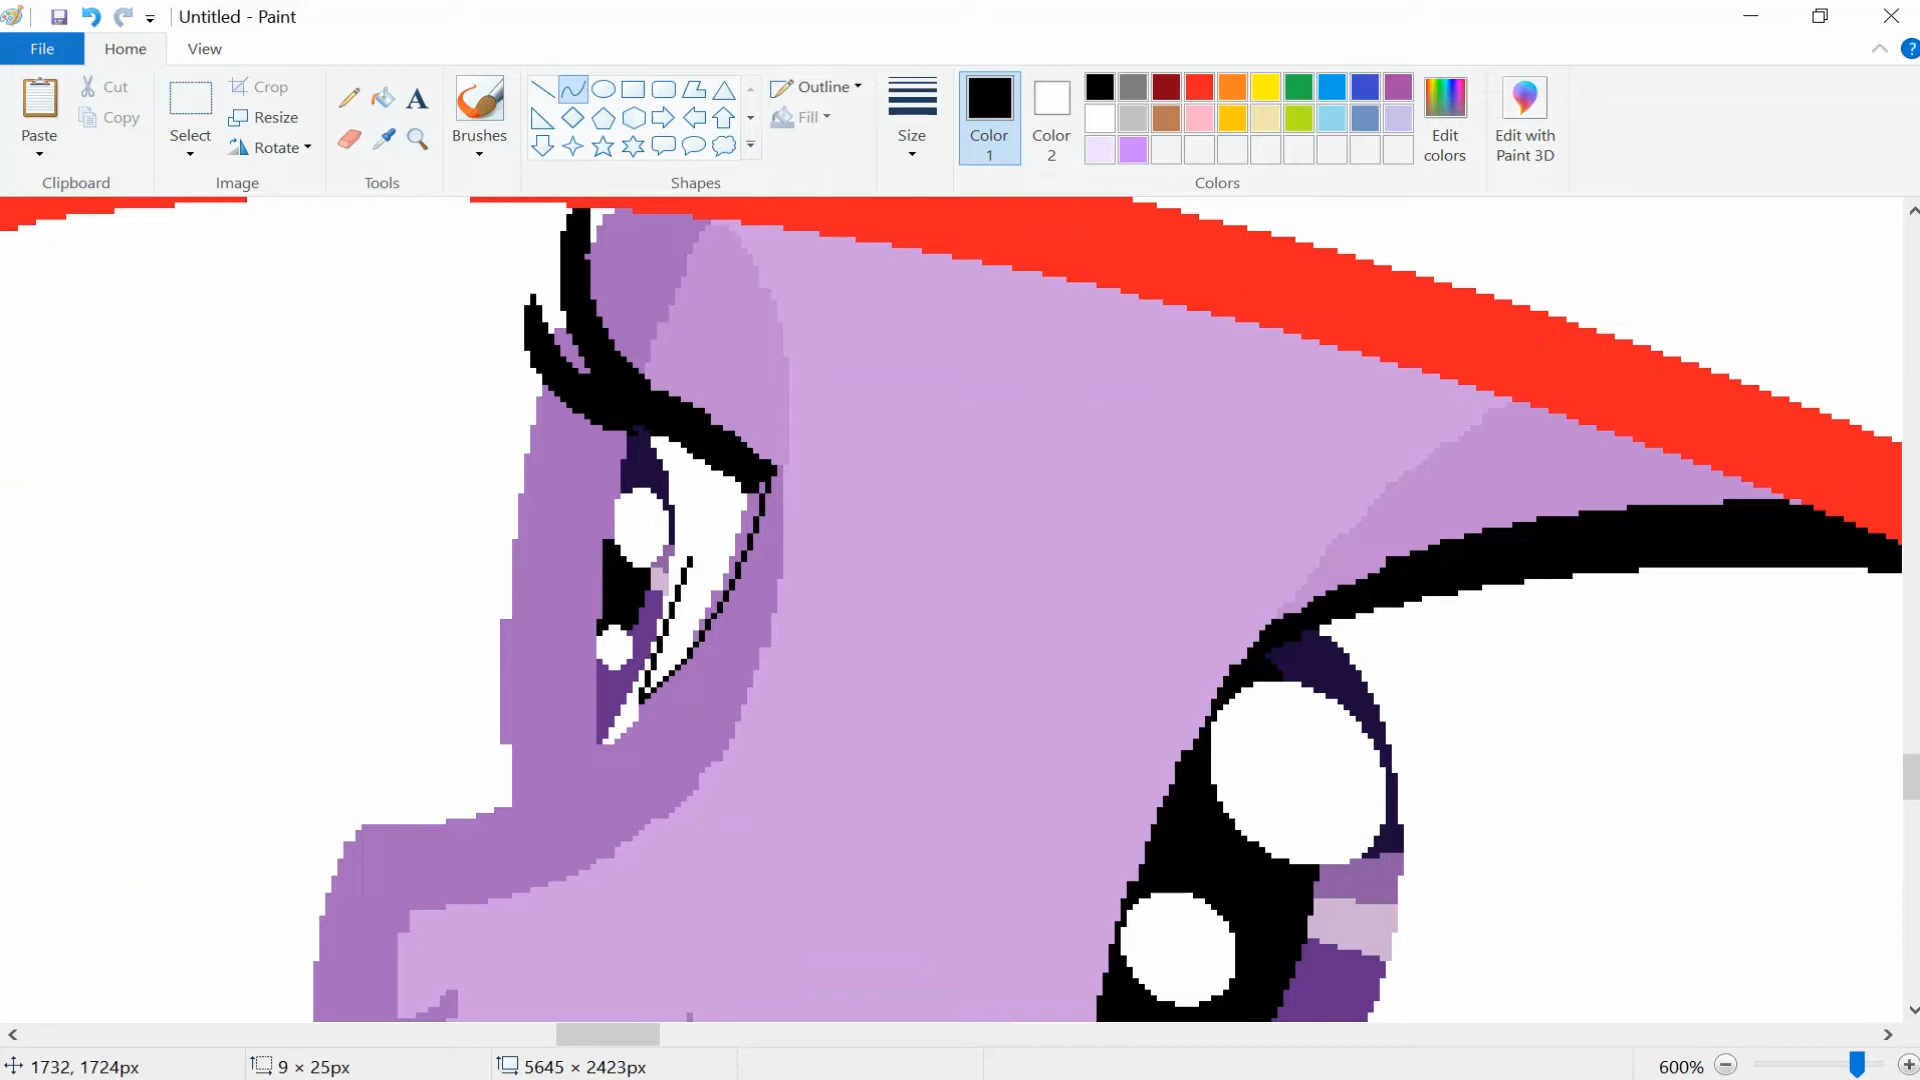 Untitled - Paint
File Home View
Paste
Cut
Copy
Clipboard
Select
Crop
Resize
Rotate
Image
A
Tools
Brushes
Outline
Fill
Shapes
Size
Color 1
Color 2
Edit colors
Colors
Edit with Paint 3D
?
1732, 1724px
9 × 25px
5645 × 2423px
600%